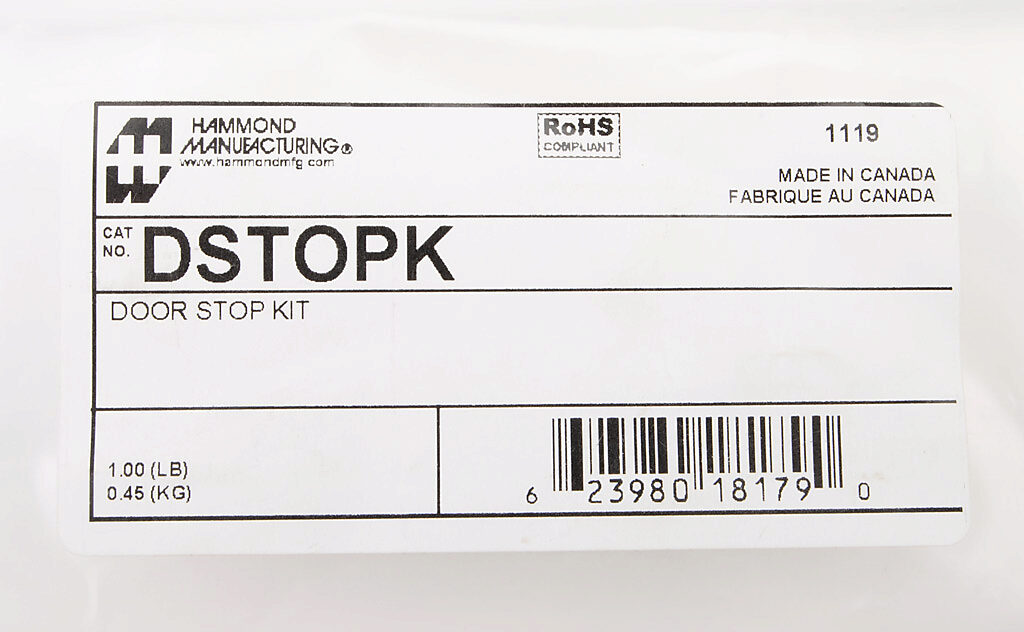 HAMMOND
MANUFACTURING®
www.hammondmfg.com
RoHS
COMPLIANT
1119
MADE IN CANADA
FABRIQUE AU CANADA
CAT
NO.
DSTOPK
DOOR STOP KIT
1.00 (LB)
0.45 (KG)
6 23980 18179 0